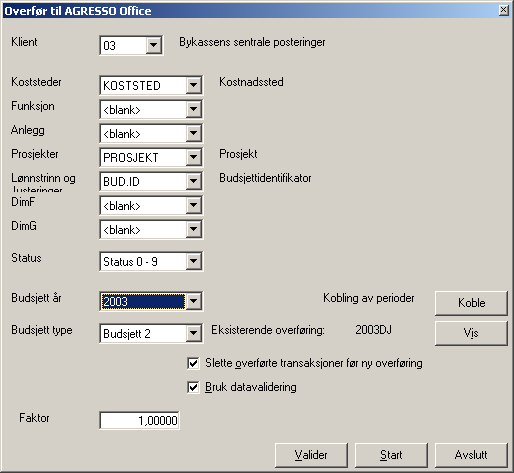 Overfør til AGRESSO Office
Klient 03 Bykassens sentrale posteringer
Koststeder KOSTSTED Kostnadssted
Funksjon <blank>
Anlegg <blank>
Prosjekter PROSJEKT Prosjekt
Lønnstrinn og BUD.ID Budsjettidentifikator
Justeringer
DimF <blank>
DimG <blank>
Status Status 0 - 9
Budsjett år 2003 Kobling av perioder Koble
Budsjett type Budsjett 2 Eksisterende overføring: 2003DJ Vis
Slette overførte transaksjoner før ny overføring
Bruk datavalidering
Faktor 1,00000
Valider Start Avslutt